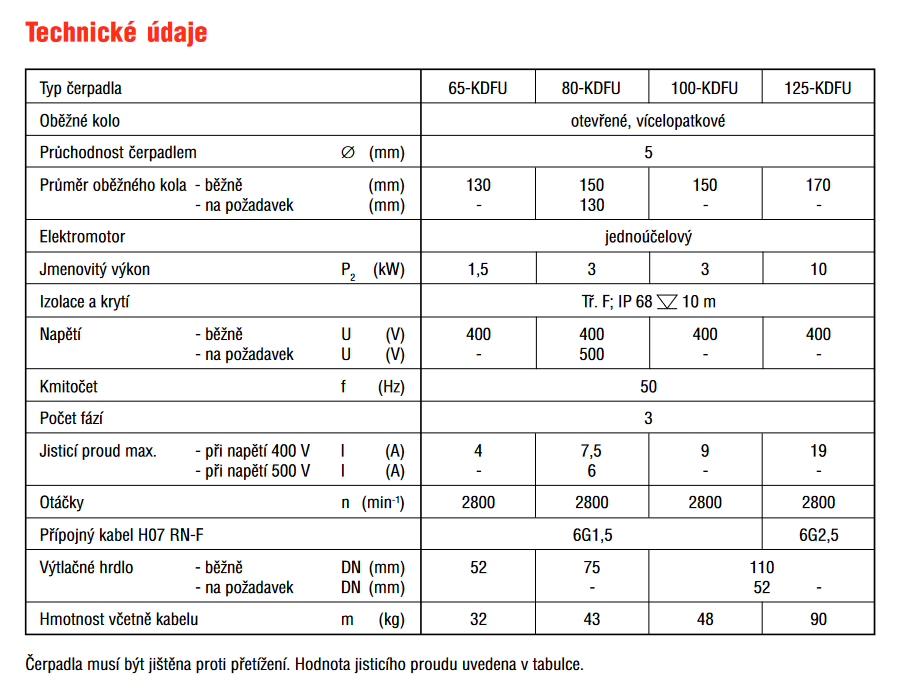 Technické údaje
Typ čerpadla 65-KDFU 80-KDFU 100-KDFU 125-KDFU
Oběžné kolo otevřené, vícelopatkové
Průchodnost čerpadlem Ø (mm) 5
Průměr oběžného kola - běžně (mm) 130 150 150 170
- na požadavek (mm) - 130 - -
Elektromotor jednoúčelový
Jmenovitý výkon P2 (kW) 1,5 3 3 10
Izolace a krytí Tř. F; IP 68 10 m
Napětí - běžně U (V) 400 400 400 400
- na požadavek U (V) - 500 - -
Kmitočet f (Hz) 50
Počet fází 3
Jisticí proud max. - při napětí 400 V I (A) 4 7,5 9 19
- při napětí 500 V I (A) - 6 - -
Otáčky n (min-1) 2800 2800 2800 2800
Přípojný kabel H07 RN-F 6G1,5 6G2,5
Výtlačné hrdlo - běžně DN (mm) 52 75 110
- na požadavek DN (mm) - 52 -
Hmotnost včetně kabelu m (kg) 32 43 48 90
Čerpadla musí být jištěna proti přetížení. Hodnota jisticího proudu uvedena v tabulce.